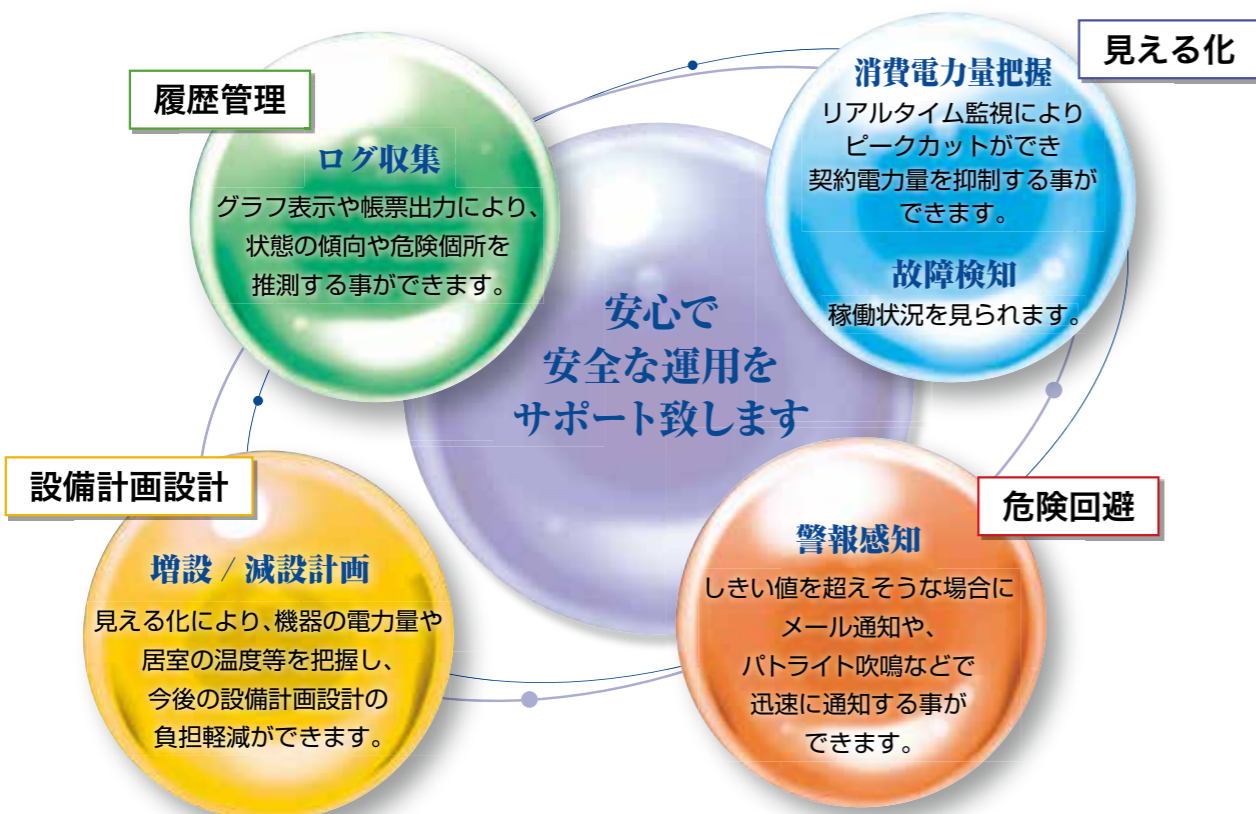 履歴管理
ログ収集
グラフ表示や帳票出力により、
状態の傾向や危険個所を
推測する事ができます。
見える化
消費電力量把握
リアルタイム監視により
ピークカットができ
契約電力量を抑制する事が
できます。
故障検知
稼働状況を見られます。
安心で
安全な運用を
サポート致します
設備計画設計
増設 / 減設計画
見える化により、機器の電力量や
居室の温度等を把握し、
今後の設備計画設計の
負担軽減ができます。
危険回避
警報感知
しきい値を超えそうな場合に
メール通知や、
パトライト吹鳴などで
迅速に通知する事が
できます。